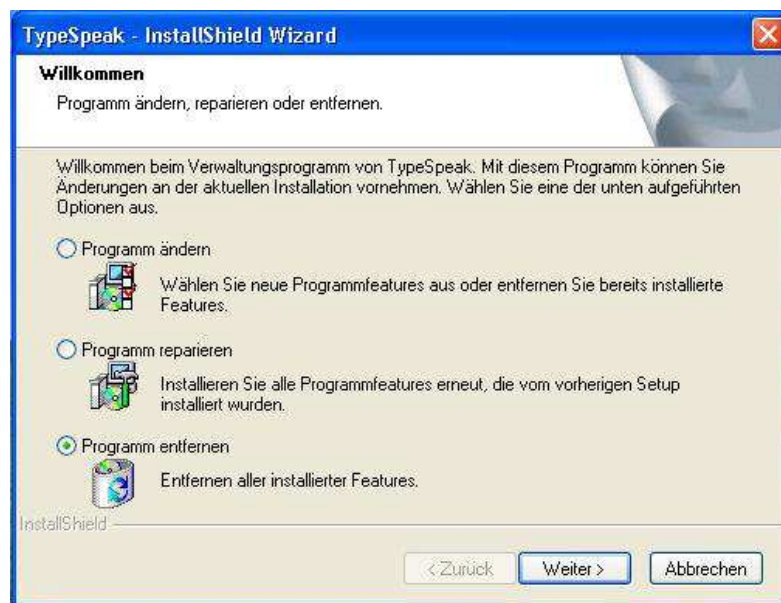 TypeSpeak - InstallShield Wizard
Willkommen
Programm ändern, reparieren oder entfernen.
Willkommen beim Verwaltungsprogramm von TypeSpeak. Mit diesem Programm können Sie
Änderungen an der aktuellen Installation vornehmen. Wählen Sie eine der unten aufgeführten
Optionen aus.
Programm ändern
Wählen Sie neue Programmfeatures aus oder entfernen Sie bereits installierte
Features.
Programm reparieren
Installieren Sie alle Programmfeatures erneut, die vom vorherigen Setup
installiert wurden.
Programm entfernen
Entfernen aller installierter Features.
InstallShield
< Zurück Weiter > Abbrechen